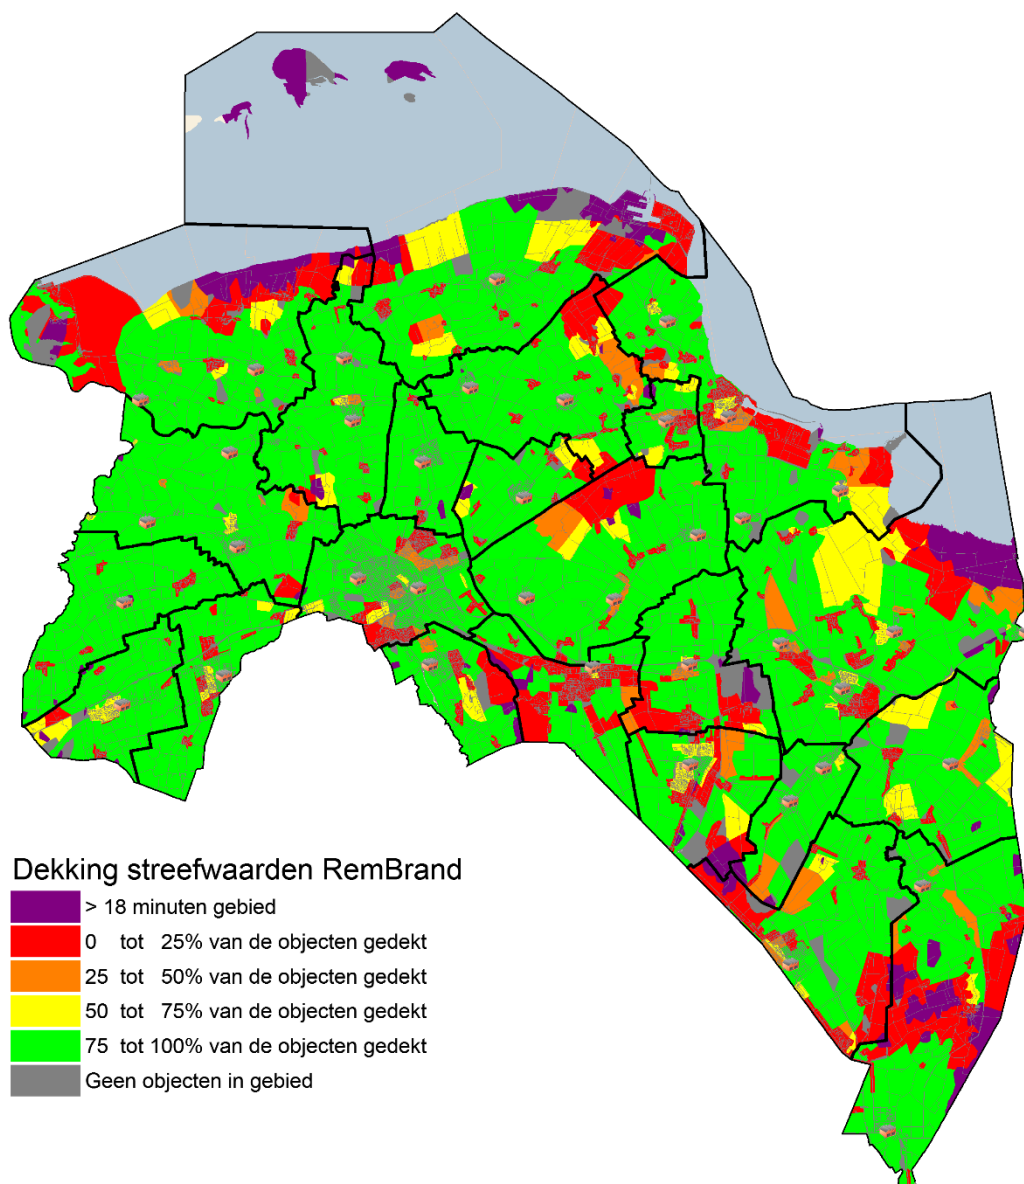 Dekking streefwaarden RemBrand
> 18 minuten gebied
0 tot 25% van de objecten gedekt
25 tot 50% van de objecten gedekt
50 tot 75% van de objecten gedekt
75 tot 100% van de objecten gedekt
Geen objecten in gebied